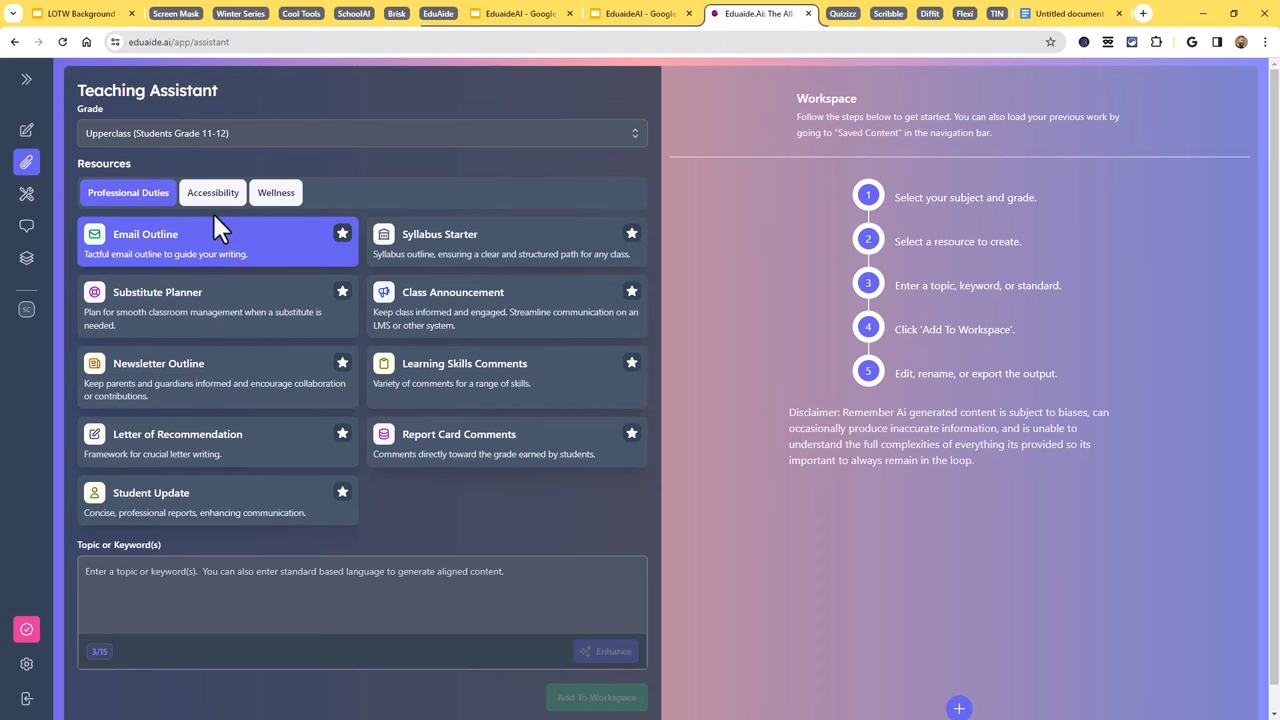 LOTW Background -
Screen Mask
Winter Series
Cool Tools
SchoolAI
Brisk
EduAide
EduaideAI - Google
EduaideAI - Google
Eduaide.Ai: The All-
Quizizz
Scribble
Diffit
Flexi
TIN
Untitled document
eduaide.ai/app/assistant
Teaching Assistant
Grade
Upperclass (Students Grade 11-12)
Resources
Professional Duties
Accessibility
Wellness
Email Outline
Tactful email outline to guide your writing.
Syllabus Starter
Syllabus outline, ensuring a clear and structured path for any class.
Substitute Planner
Plan for smooth classroom management when a substitute is
needed.
Class Announcement
Keep class informed and engaged. Streamline communication on an
LMS or other system.
Newsletter Outline
Keep parents and guardians informed and encourage collaboration
or contributions.
Learning Skills Comments
Variety of comments for a range of skills.
Letter of Recommendation
Framework for crucial letter writing.
Report Card Comments
Comments directly toward the grade earned by students.
Student Update
Concise, professional reports, enhancing communication.
Topic or Keyword(s)
Enter a topic or keyword(s). You can also enter standard based language to generate aligned content.
3/15
Enhance
Add To Workspace
SC
Workspace
Follow the steps below to get started. You can also load your previous work by
going to "Saved Content" in the navigation bar.
1 Select your subject and grade.
2 Select a resource to create.
3 Enter a topic, keyword, or standard.
4 Click 'Add To Workspace'.
5 Edit, rename, or export the output.
Disclaimer: Remember Ai generated content is subject to biases, can
occasionally produce inaccurate information, and is unable to
understand the full complexities of everything its provided so its
important to always remain in the loop.